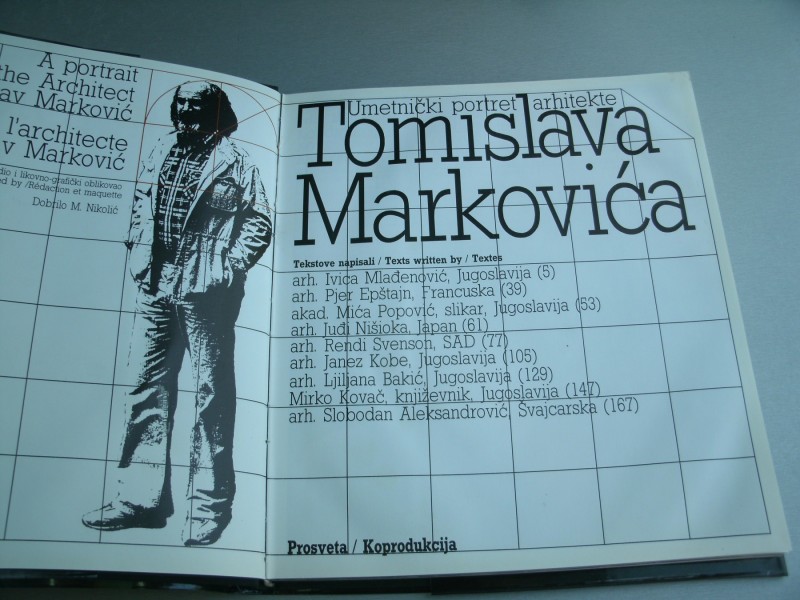 A portrait
the Architect
av Marković
l'architecte
v Marković
dio i likovno-grafički oblikovao
ed by /Rédaction et maquette
Dobrilo M. Nikolić
Umetnički portret arhitekte
Tomislava
Markovića
Tekstove napisali / Texts written by / Textes
arh. Ivica Mlađenović, Jugoslavija (5)
arh. Pjer Epštajn, Francuska (39)
akad. Mića Popović, slikar, Jugoslavija (53)
arh. Juđi Nišioka, Japan (61)
arh. Rendi Svenson, SAD (77)
arh. Janez Kobe, Jugoslavija (105)
arh. Ljiljana Bakić, Jugoslavija (129)
Mirko Kovač, književnik, Jugoslavija (147)
arh. Slobodan Aleksandrović, Švajcarska (167)
Prosveta / Koprodukcija